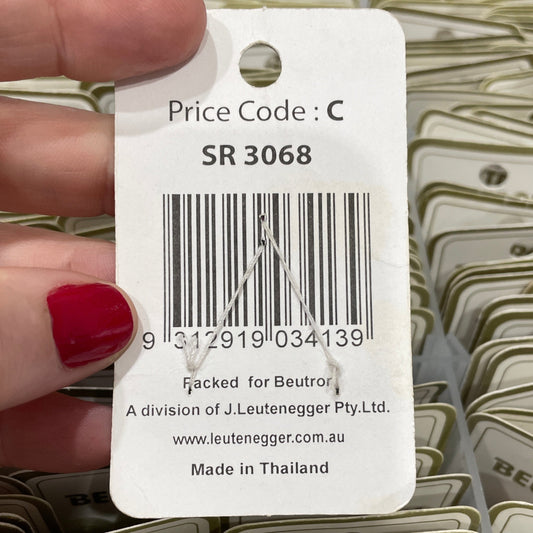 Price Code : C
SR 3068
9 312919 034139
Packed for Beutron
A division of J.Leutenegger Pty.Ltd.
www.leutenegger.com.au
Made in Thailand